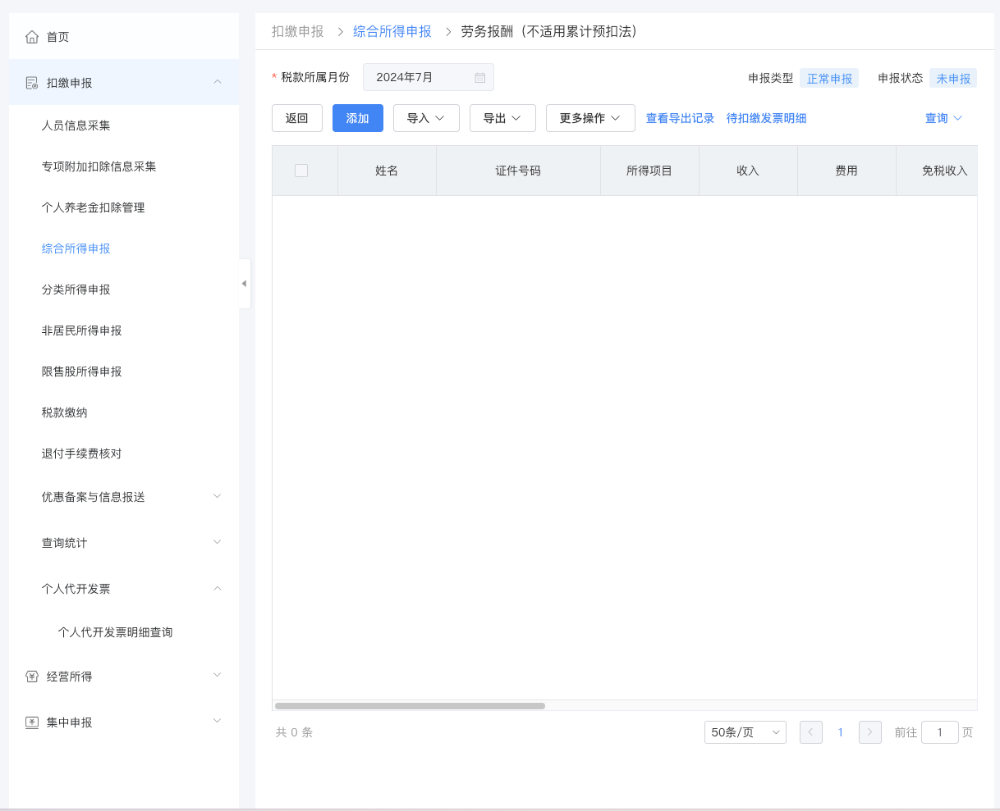 首页
扣缴申报
人员信息采集
专项附加扣除信息采集
个人养老金扣除管理
综合所得申报
分类所得申报
非居民所得申报
限售股所得申报
税款缴纳
退付手续费核对
优惠备案与信息报送
查询统计
个人代开发票
个人代开发票明细查询
经营所得
集中申报
扣缴申报 > 综合所得申报 > 劳务报酬（不适用累计预扣法）
* 税款所属月份 2024年7月 申报类型 正常申报 申报状态 未申报
返回 添加 导入 导出 更多操作 查看导出记录 待扣缴发票明细 查询
姓名 证件号码 所得项目 收入 费用 免税收入
共 0 条 50条/页 < 1 > 前往 1 页